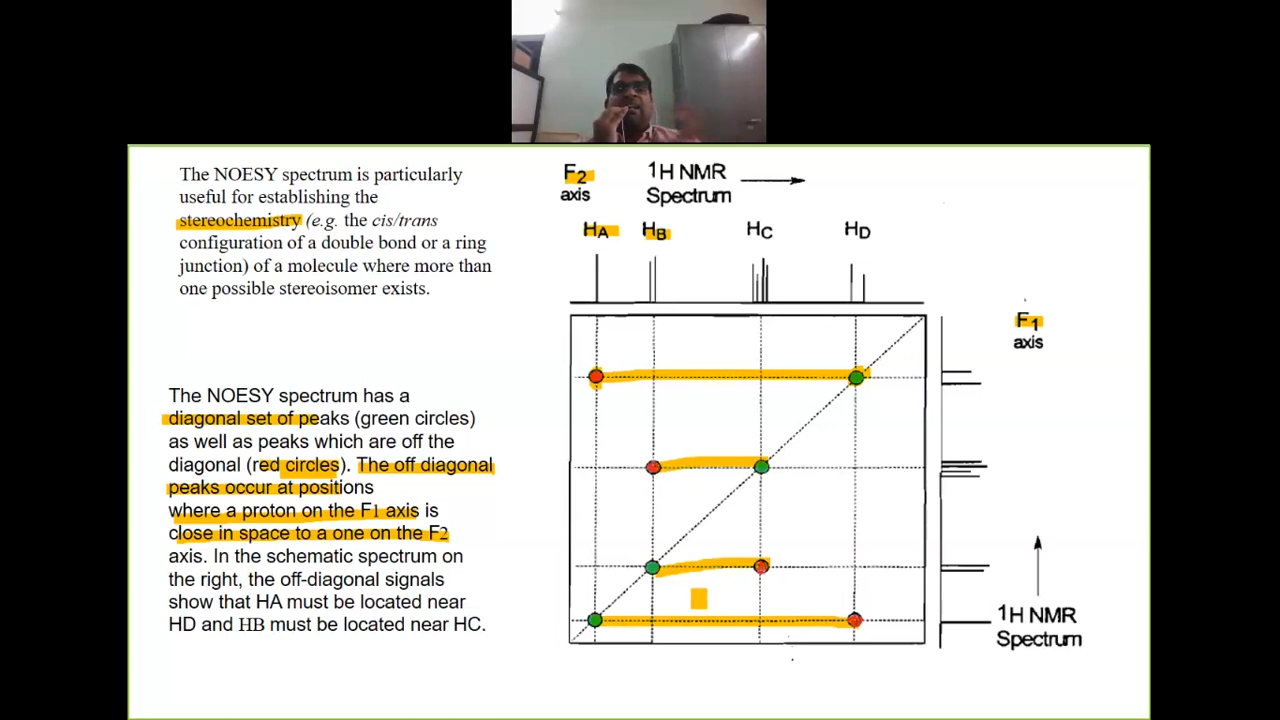 The NOESY spectrum is particularly
useful for establishing the
stereochemistry (e.g. the cis/trans
configuration of a double bond or a ring
junction) of a molecule where more than
one possible stereoisomer exists.
The NOESY spectrum has a
diagonal set of peaks (green circles)
as well as peaks which are off the
diagonal (red circles). The off diagonal
peaks occur at positions
where a proton on the F1 axis is
close in space to a one on the F2
axis. In the schematic spectrum on
the right, the off-diagonal signals
show that HA must be located near
HD and HB must be located near HC.
F2
axis
1H NMR
Spectrum
HA HB HC HD
F1
axis
1H NMR
Spectrum